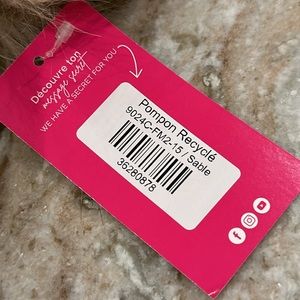 Découvre ton
message secret
WE HAVE A SECRET FOR YOU
Pompon Recyclé
9024C-FM2-15 / Sable
35280876